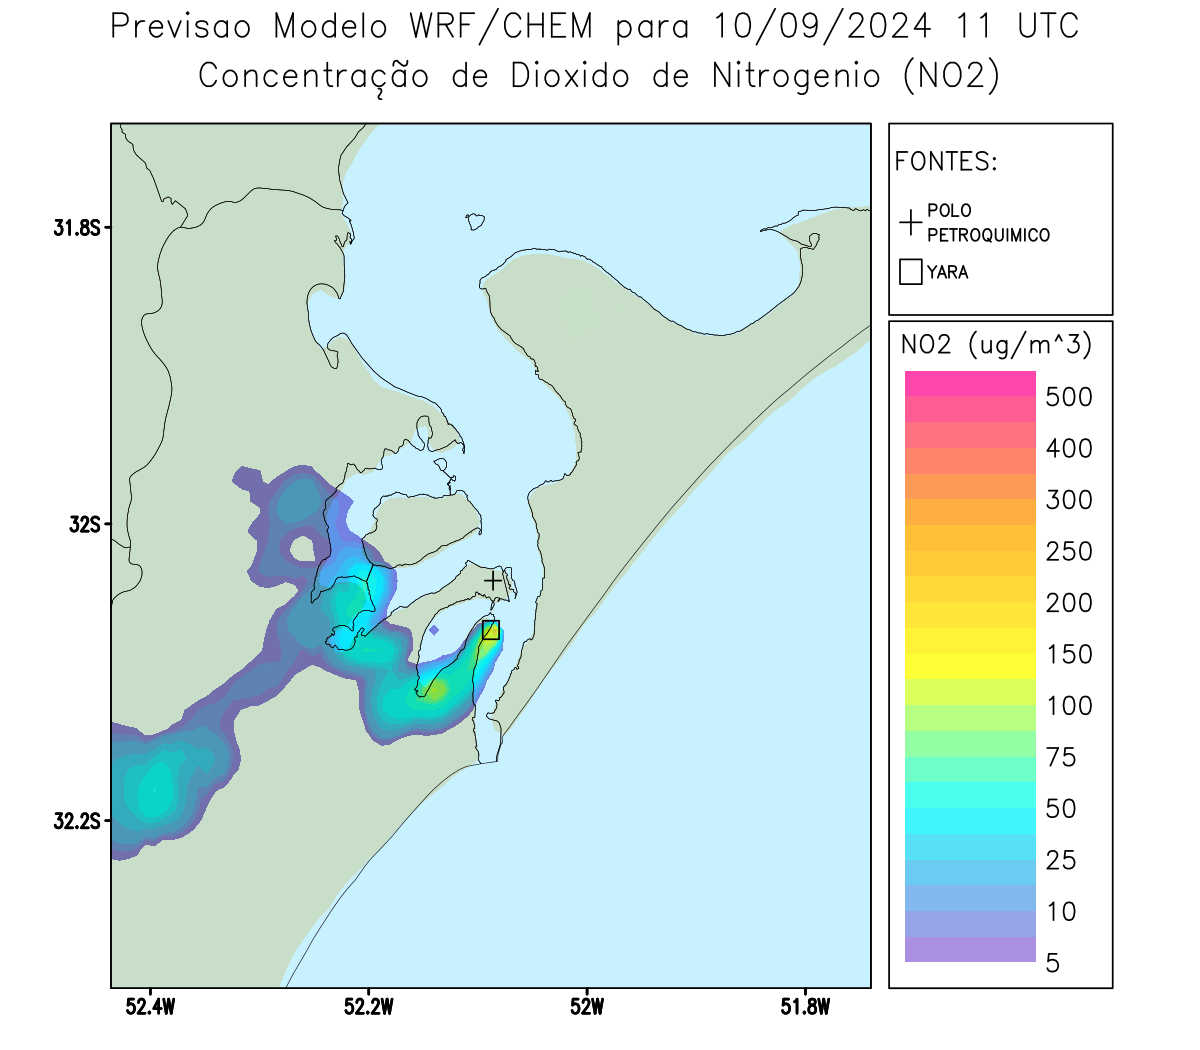 Previsao Modelo WRF/CHEM para 10/09/2024 11 UTC
Concentração de Dioxido de Nitrogenio (NO2)
FONTES:
POLO
PETROQUIMICO
YARA
31.8S
32S
32.2S
52.4W
52.2W
52W
51.8W
NO2 (ug/m^3)
500
400
300
250
200
150
100
75
50
25
10
5